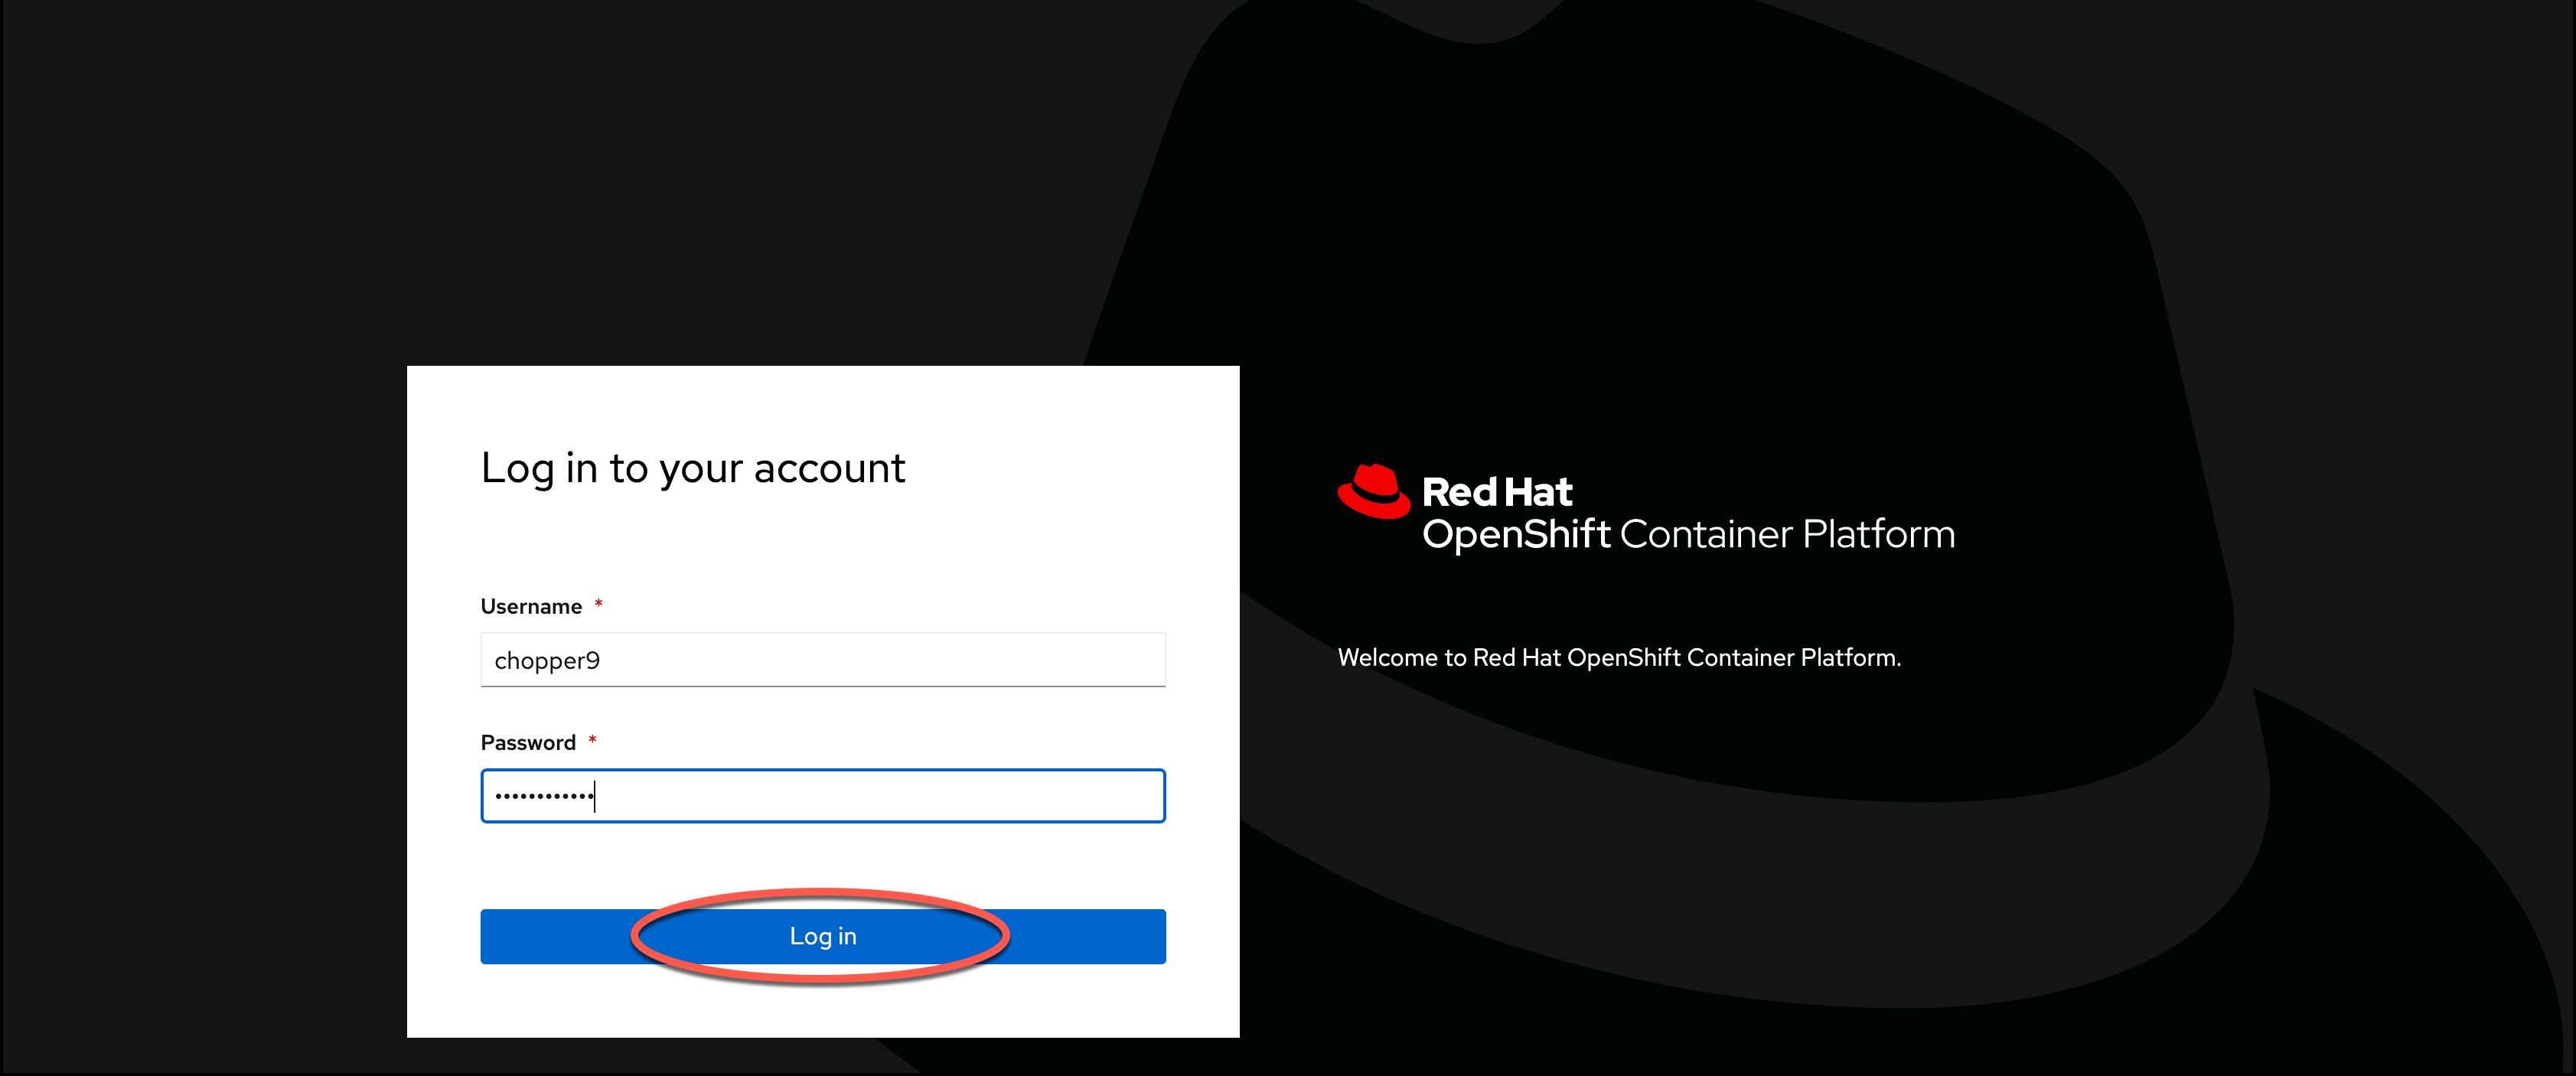 Log in to your account
Username *
chopper9
Password *
••••••••••••
Log in
Red Hat
OpenShift Container Platform
Welcome to Red Hat OpenShift Container Platform.